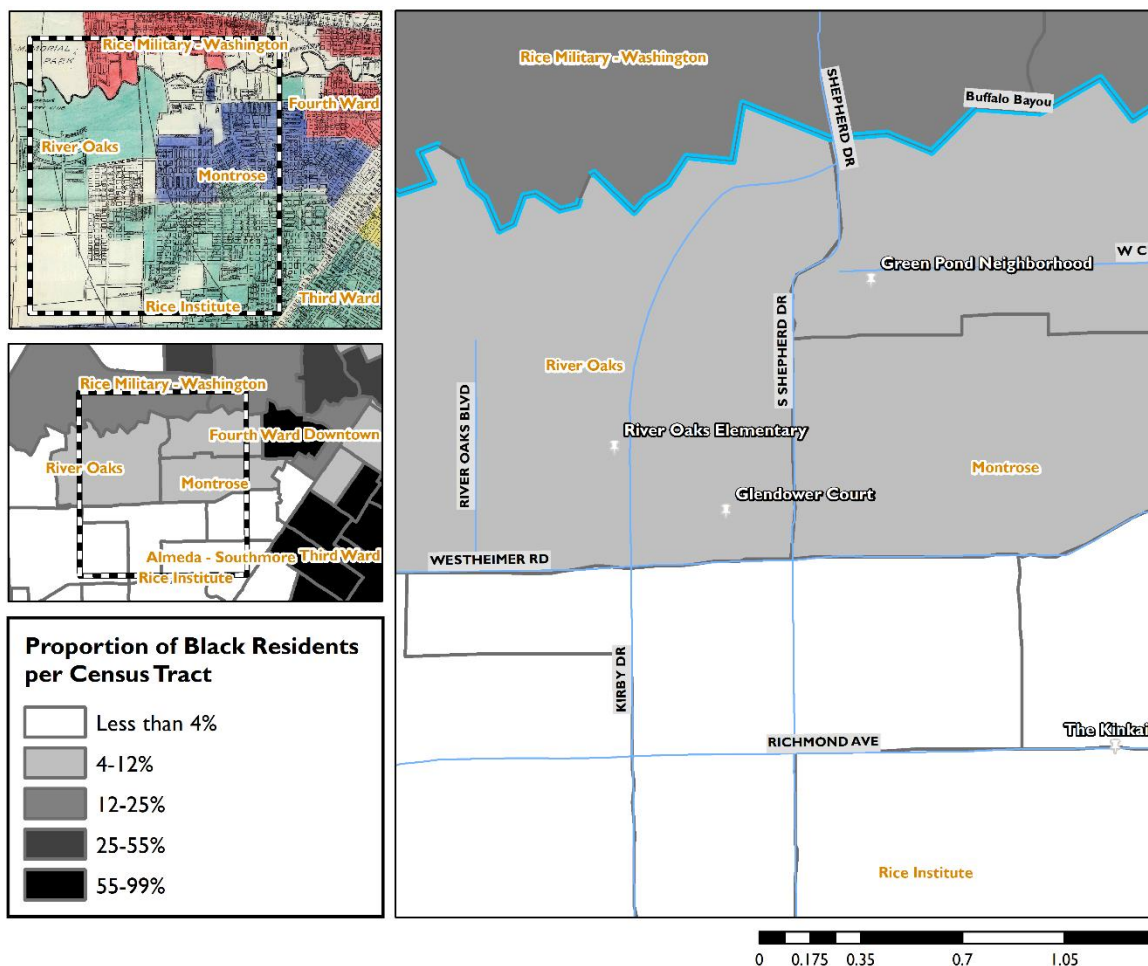 Rice Military - Washington
MEMORIAL
PARK
Fourth Ward
River Oaks
Montrose
Third Ward
Rice Institute
Rice Military - Washington
Fourth Ward Downtown
River Oaks
Montrose
Almeda - Southmore Third Ward
Rice Institute
Proportion of Black Residents
per Census Tract
Less than 4%
4-12%
12-25%
25-55%
55-99%
Rice Military - Washington
SHEPHERD DR
Buffalo Bayou
W C
Green Pond Neighborhood
S SHEPHERD DR
River Oaks
RIVER OAKS BLVD
River Oaks Elementary
Montrose
Glendower Court
WESTHEIMER RD
KIRBY DR
The Kinkai
RICHMOND AVE
Rice Institute
0 0.175 0.35 0.7 1.05